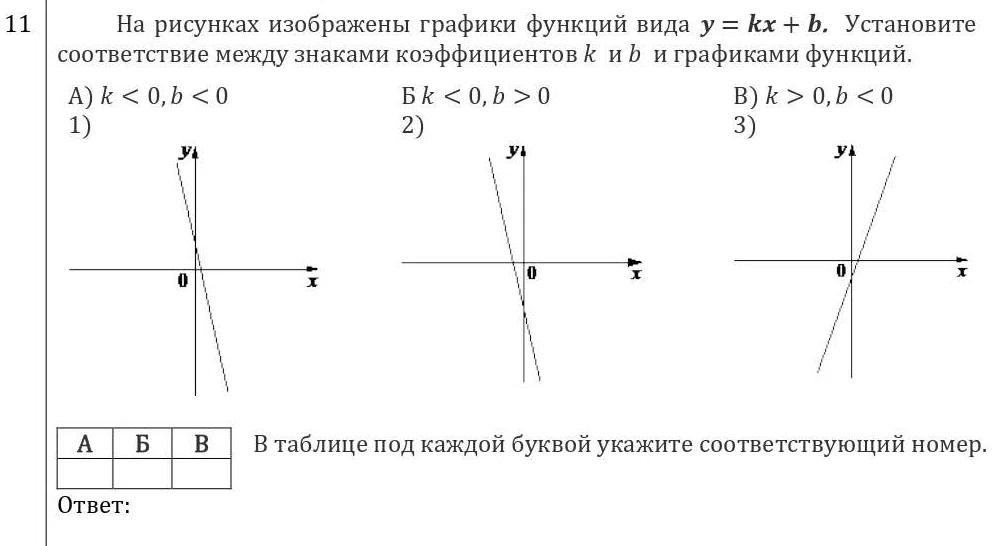 11 На рисунках изображены графики функций вида y = kx + b. Установите
соответствие между знаками коэффициентов k и b и графиками функций.
А) k < 0, b < 0 Б k < 0, b > 0 В) k > 0, b < 0
1) 2) 3)
y y y
0 x 0 x 0 x
А Б В В таблице под каждой буквой укажите соответствующий номер.
Ответ: